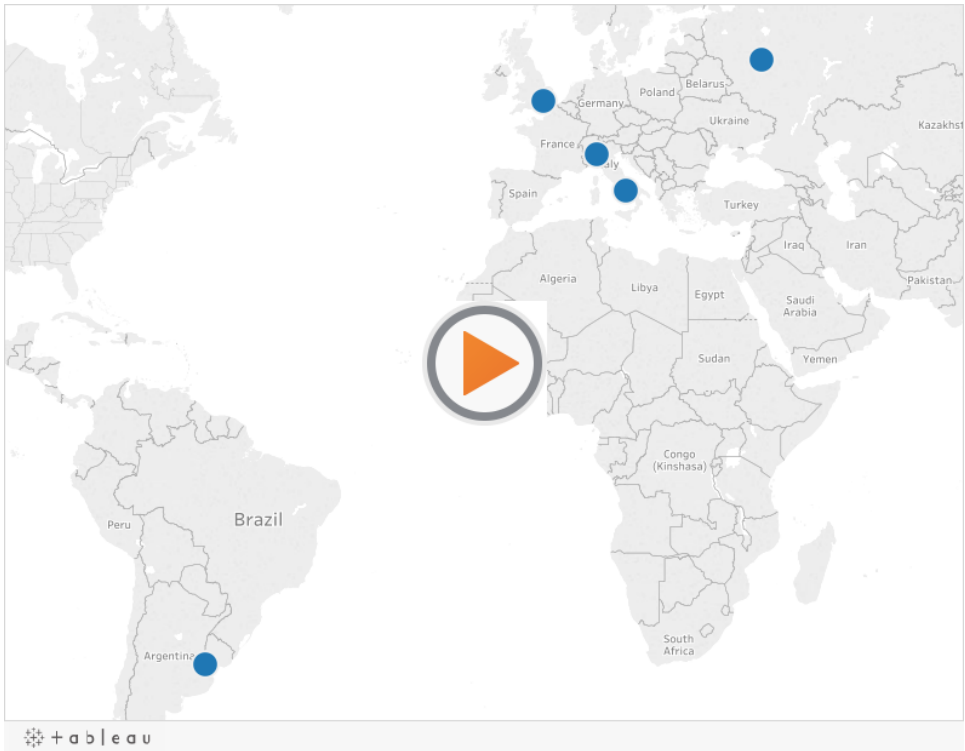 Belarus
Poland
Germany
Ukraine
Kazakhst
France
aly
Spain
Turkey
Iraq
Iran
Algeria
Libya
Egypt
Pakistan
Saudi
Arabia
Sudan
Yemen
Congo
(Kinshasa)
Brazil
Peru
South
Africa
Argentina
+ a b | e a u